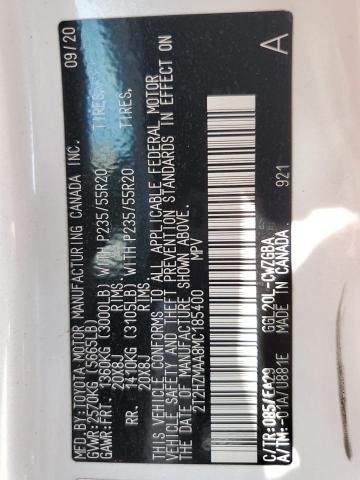 MFD.BY:TOYOTA MOTOR MANUFACTURING CANADA INC. 09/20
GVWR:2570KG (5665LB)
GAWR:FRT. 1360KG (3000LB) WITH P235/55R20 TIRES,
20X8J RIMS
RR. 1410KG (3105LB) WITH P235/55R20 TIRES,
20X8J RIMS
THIS VEHICLE CONFORMS TO ALL APPLICABLE FEDERAL MOTOR
VEHICLE SAFETY AND THEFT PREVENTION STANDARDS IN EFFECT ON
THE DATE OF MANUFACTURE SHOWN ABOVE.
2T2HZMAA8MC185400 MPV A
C/TR:085/EA29 GGL20L-CWZGBA
A/TM:-01A/0881E MADE IN CANADA 921